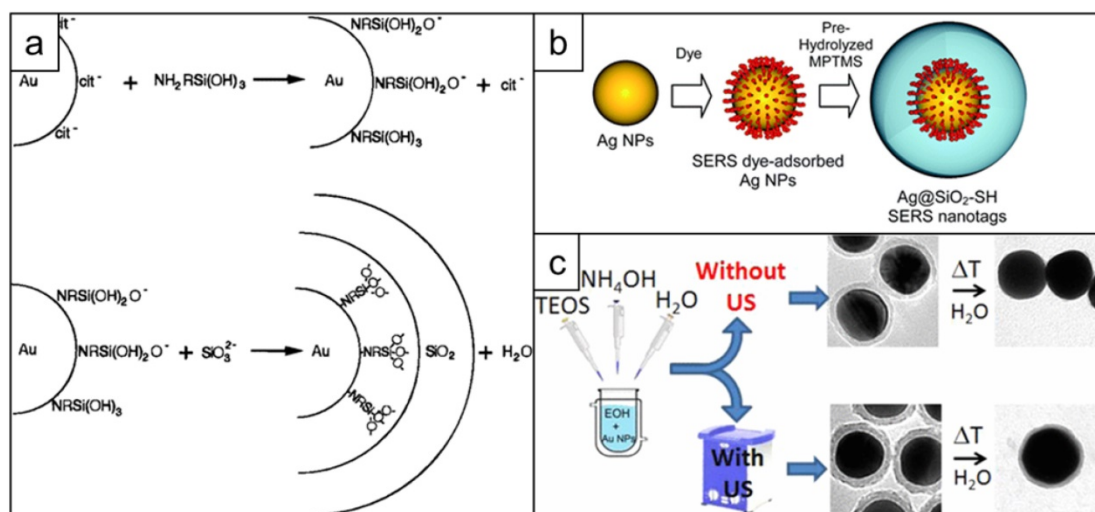 a
cit⁻
Au
cit⁻
cit⁻
+ NH₂RSi(OH)₃
NRSi(OH)₂O⁻
Au
NRSi(OH)₂O⁻ + cit⁻
NRSi(OH)₃
NRSi(OH)₂O⁻
Au
NRSi(OH)₂O⁻ + SiO₃²⁻
NRSi(OH)₃
Au
NRSi
NRSi
NRSi
SiO₂
+ H₂O
b
Dye
Pre-
Hydrolyzed
MPTMS
Ag NPs
SERS dye-adsorbed
Ag NPs
Ag@SiO₂-SH
SERS nanotags
c
TEOS
NH₄OH
H₂O
EOH
+
Au NPs
Without
US
With
US
ΔT
H₂O
ΔT
H₂O